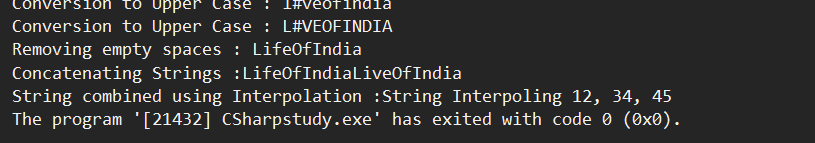 Conversion to Upper Case : l#veofindia
Conversion to Upper Case : L#VEOFINDIA
Removing empty spaces : LifeOfIndia
Concatenating Strings :LifeOfIndiaLiveOfIndia
String combined using Interpolation :String Interpoling 12, 34, 45
The program '[21432] CSharpstudy.exe' has exited with code 0 (0x0).